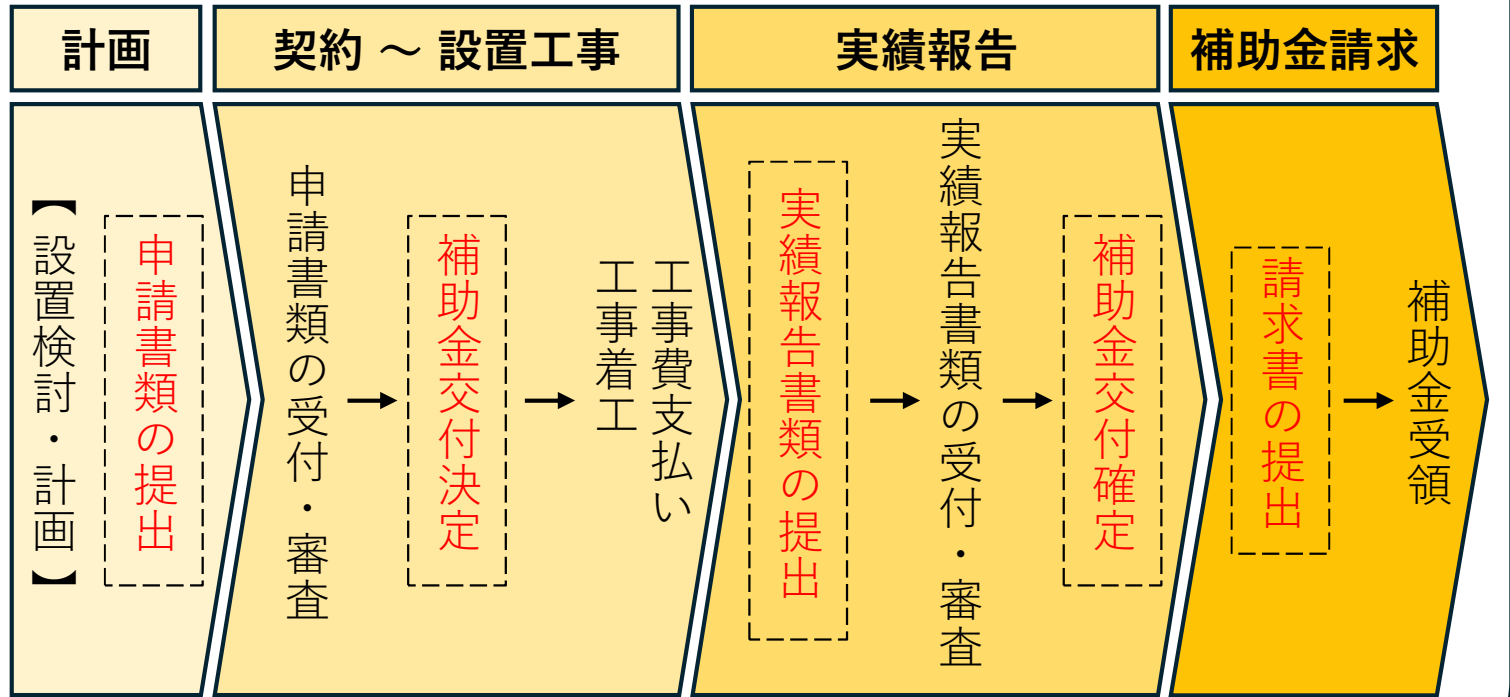 計画
契約 ～ 設置工事
実績報告
補助金請求
【設置検討・計画】
申請書類の提出
申請書類の受付・審査
補助金交付決定
工事費支払い
工事着工
実績報告書類の提出
実績報告書類の受付・審査
補助金交付確定
請求書の提出
補助金受領